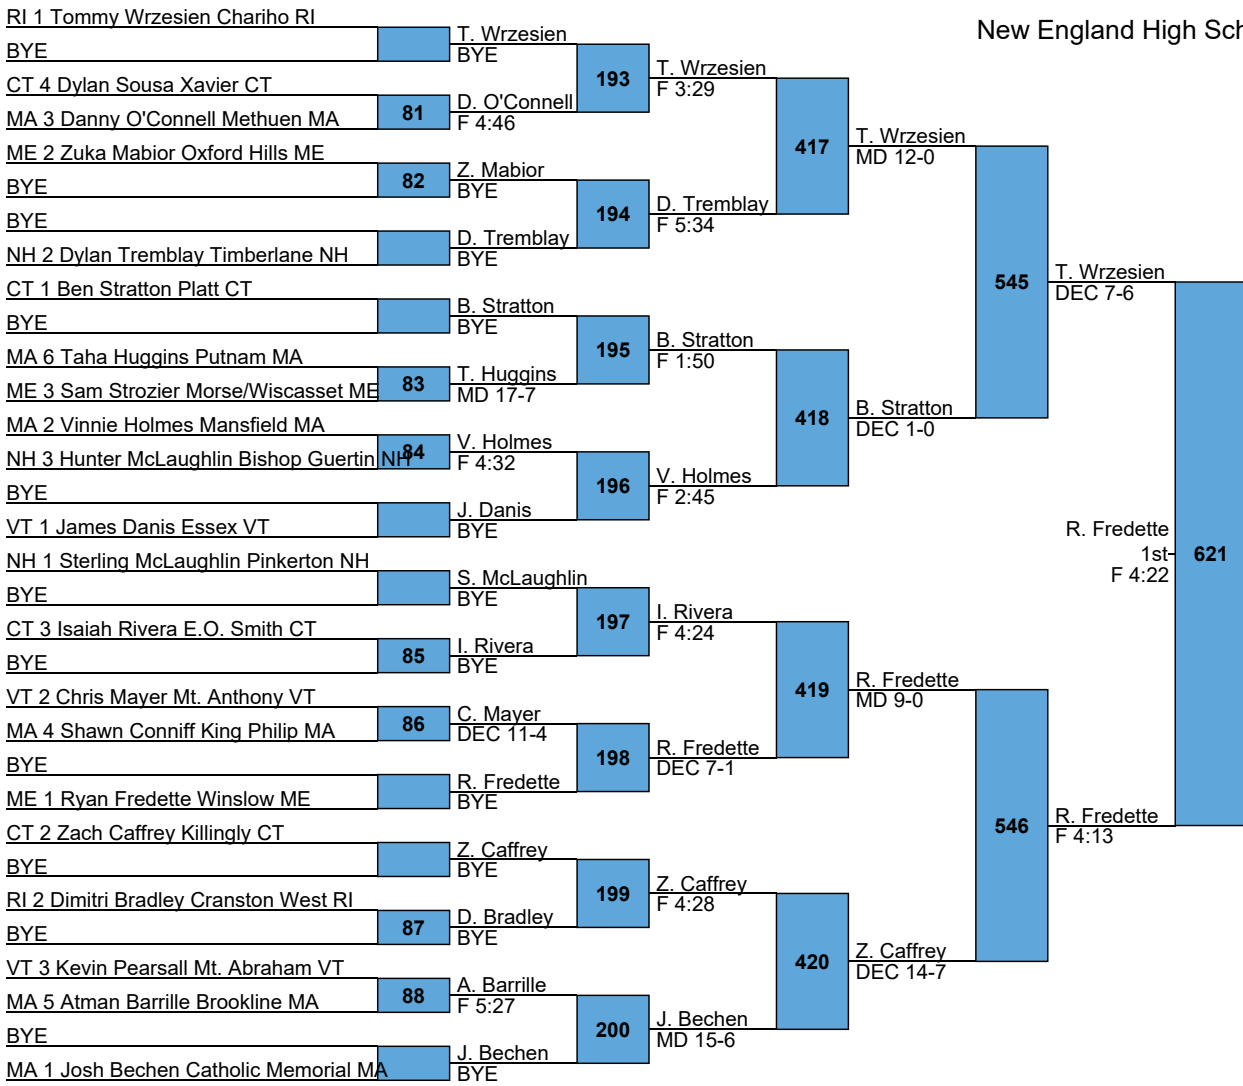 New England High Sch
RI 1 Tommy Wrzesien Chariho RI
BYE
CT 4 Dylan Sousa Xavier CT
MA 3 Danny O'Connell Methuen MA
ME 2 Zuka Mabior Oxford Hills ME
BYE
BYE
NH 2 Dylan Tremblay Timberlane NH
CT 1 Ben Stratton Platt CT
BYE
MA 6 Taha Huggins Putnam MA
ME 3 Sam Strozier Morse/Wiscasset ME
MA 2 Vinnie Holmes Mansfield MA
NH 3 Hunter McLaughlin Bishop Guertin NH
BYE
VT 1 James Danis Essex VT
NH 1 Sterling McLaughlin Pinkerton NH
BYE
CT 3 Isaiah Rivera E.O. Smith CT
BYE
VT 2 Chris Mayer Mt. Anthony VT
MA 4 Shawn Conniff King Philip MA
BYE
ME 1 Ryan Fredette Winslow ME
CT 2 Zach Caffrey Killingly CT
BYE
RI 2 Dimitri Bradley Cranston West RI
BYE
VT 3 Kevin Pearsall Mt. Abraham VT
MA 5 Atman Barrille Brookline MA
BYE
MA 1 Josh Bechen Catholic Memorial MA
81
82
83
84
85
86
87
88
T. Wrzesien
BYE
D. O'Connell
F 4:46
Z. Mabior
BYE
D. Tremblay
BYE
B. Stratton
BYE
T. Huggins
MD 17-7
V. Holmes
F 4:32
J. Danis
BYE
S. McLaughlin
BYE
I. Rivera
BYE
C. Mayer
DEC 11-4
R. Fredette
BYE
Z. Caffrey
BYE
D. Bradley
BYE
A. Barrille
F 5:27
J. Bechen
BYE
193
194
195
196
197
198
199
200
T. Wrzesien
F 3:29
D. Tremblay
F 5:34
B. Stratton
F 1:50
V. Holmes
F 2:45
I. Rivera
F 4:24
R. Fredette
DEC 7-1
Z. Caffrey
F 4:28
J. Bechen
MD 15-6
417
418
419
420
T. Wrzesien
MD 12-0
B. Stratton
DEC 1-0
R. Fredette
MD 9-0
Z. Caffrey
DEC 14-7
545
546
T. Wrzesien
DEC 7-6
R. Fredette
F 4:13
R. Fredette
1st
F 4:22
621